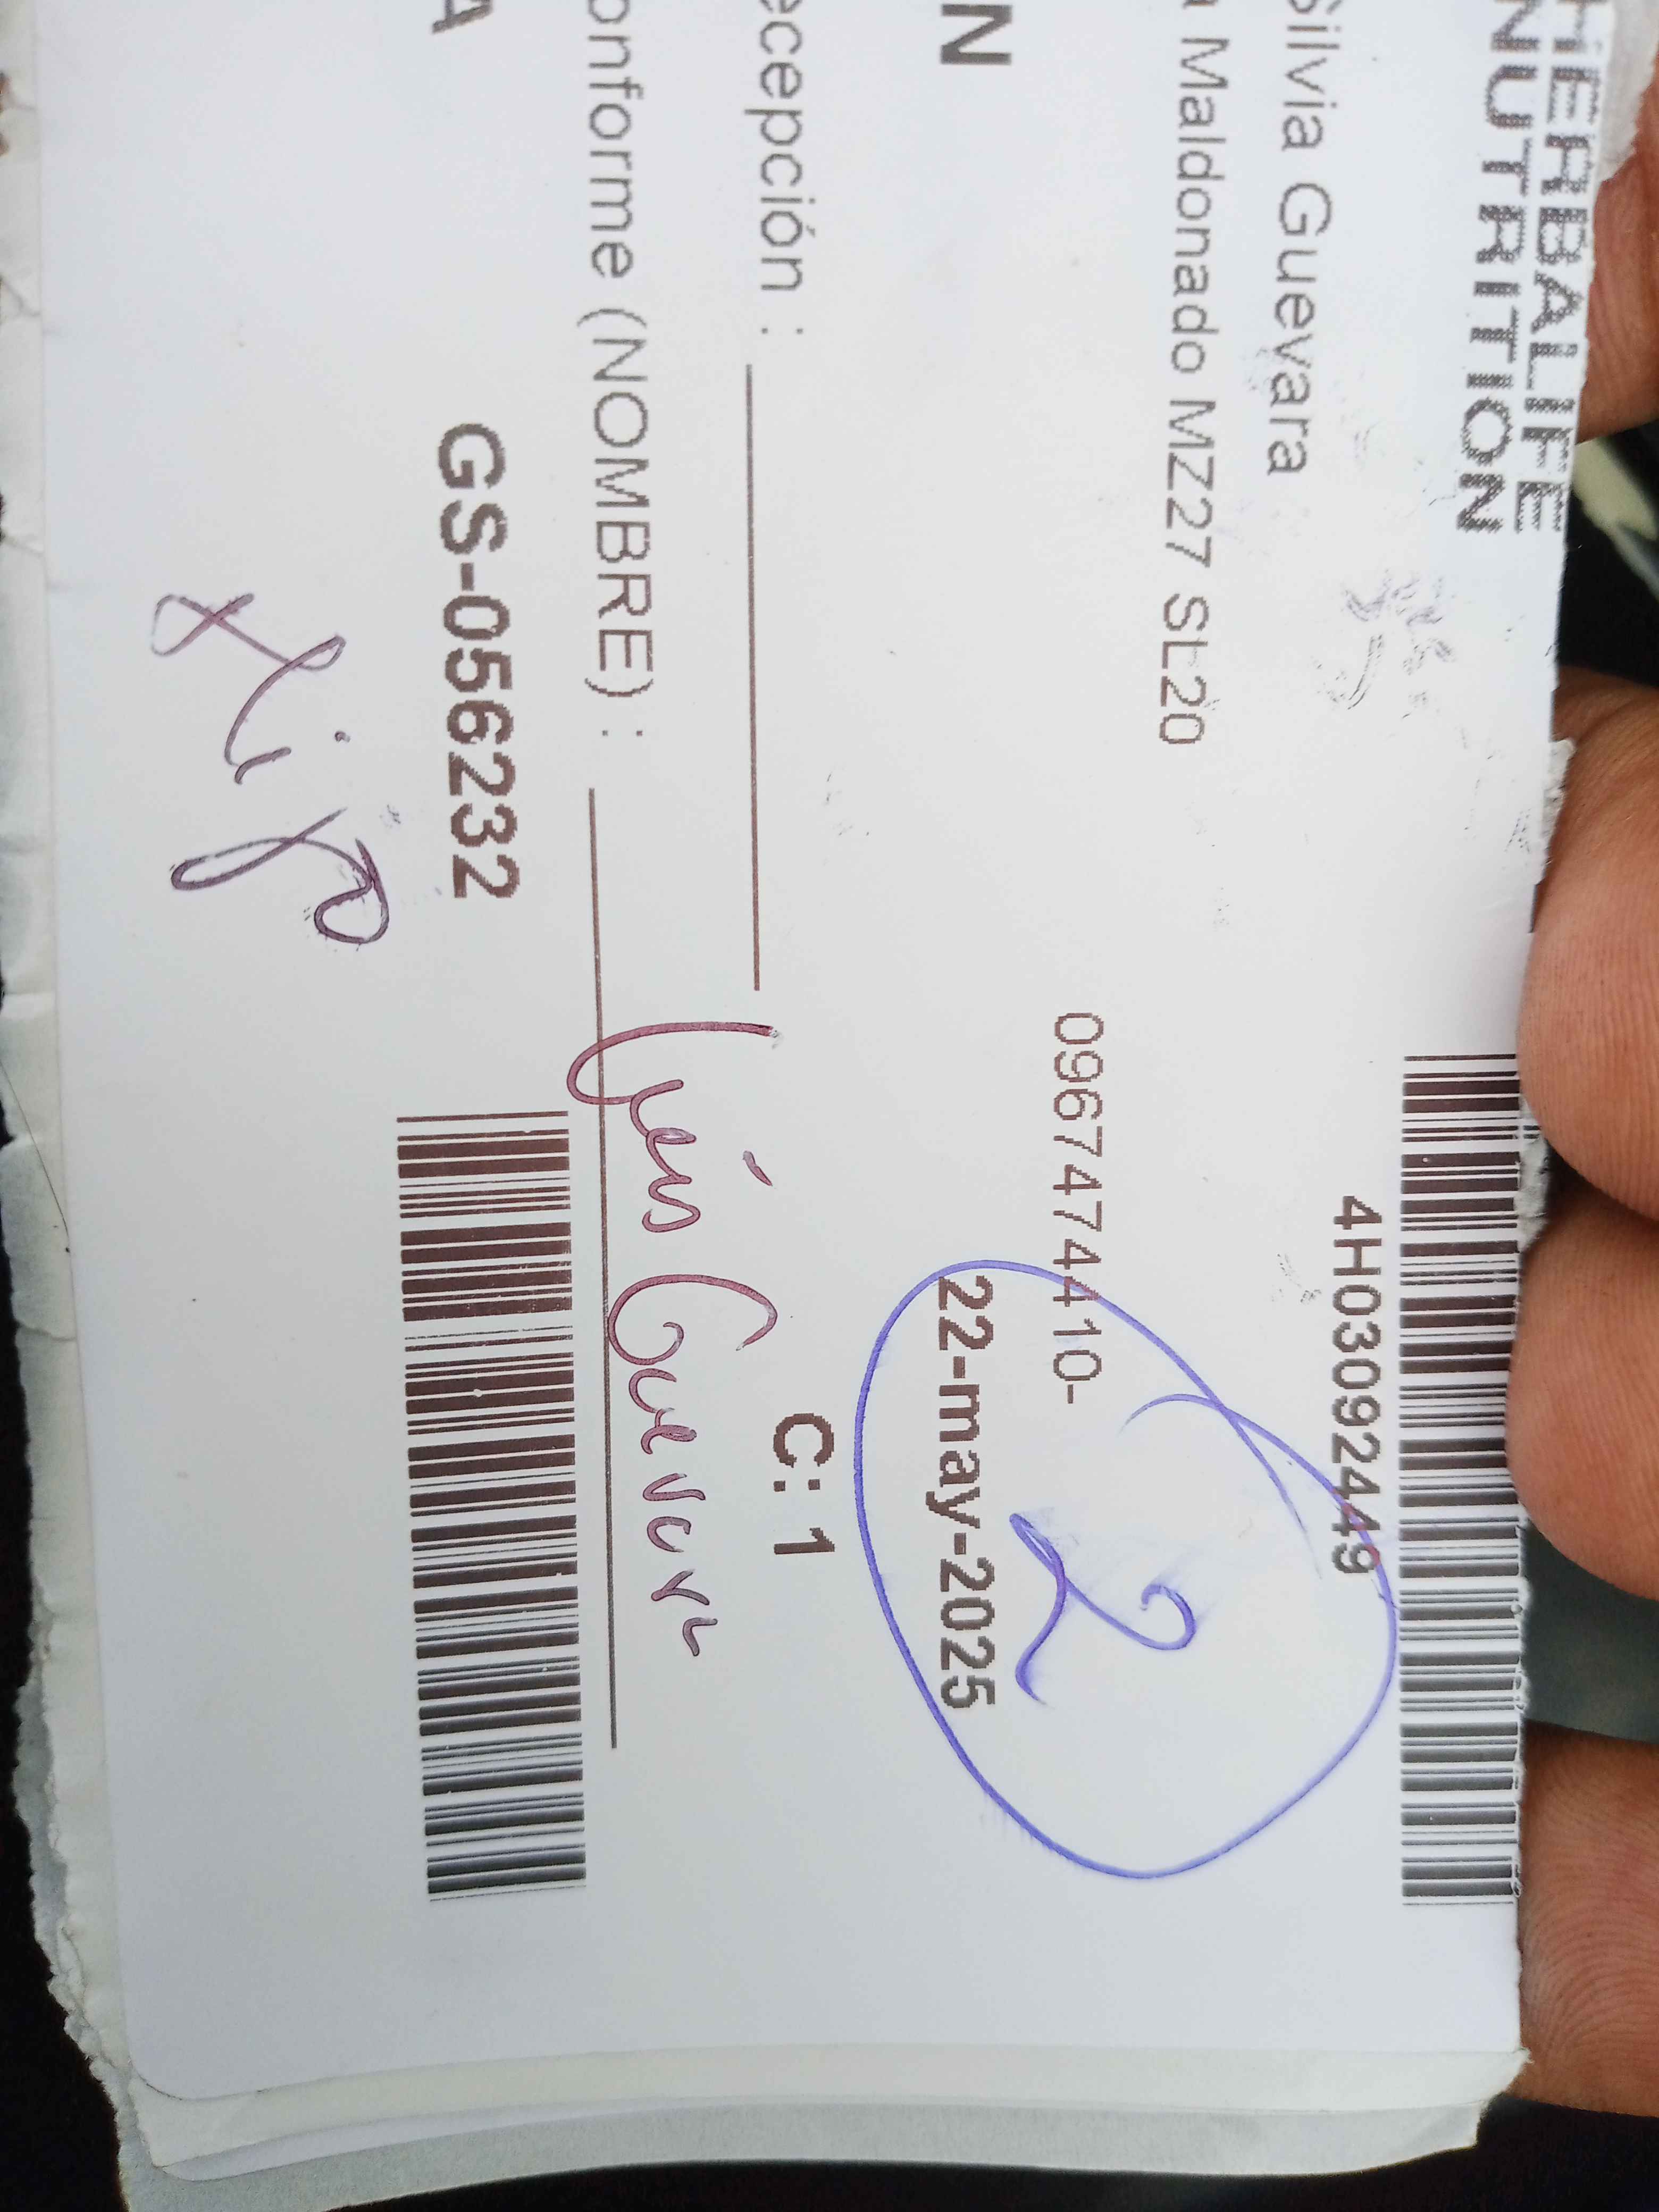 HERBALIFE
NUTRITION
4H03092449
Silvia Guevara
a Maldonado MZ27 SL20
0967474410-
2
N
22-may-2025
ecepción :
C: 1
onforme (NOMBRE) :
A
GS-056232